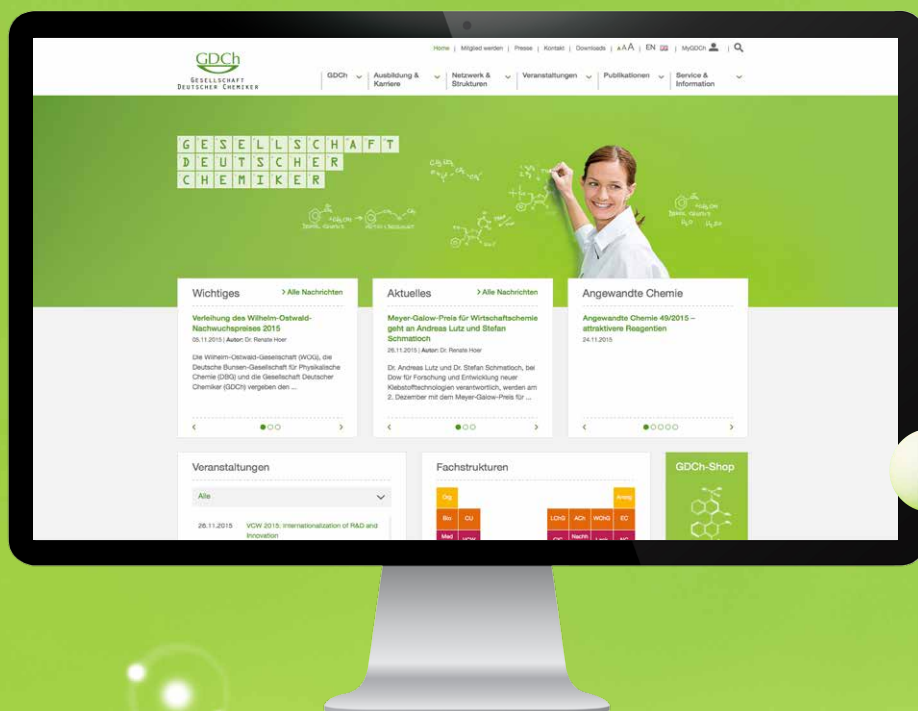 Home | Mitglied werden | Presse | Kontakt | Downloads | AAA | EN | MyGDCh |
GDCh
GESELLSCHAFT
DEUTSCHER CHEMIKER
GDCh | Ausbildung & Karriere | Netzwerk & Strukturen | Veranstaltungen | Publikationen | Service & Information
GESELLSCHAFT
DEUTSCHER
CHEMIKER
Wichtiges
> Alle Nachrichten
Verleihung des Wilhelm-Ostwald-
Nachwuchspreises 2015
05.11.2015 | Autor: Dr. Renate Hoer
Die Wilhelm-Ostwald-Gesellschaft (WOG), die
Deutsche Bunsen-Gesellschaft für Physikalische
Chemie (DBG) und die Gesellschaft Deutscher
Chemiker (GDCh) vergeben den ...
Aktuelles
> Alle Nachrichten
Meyer-Galow-Preis für Wirtschaftschemie
geht an Andreas Lutz und Stefan
Schmatloch
26.11.2015 | Autor: Dr. Renate Hoer
Dr. Andreas Lutz und Dr. Stefan Schmatloch, bei
Dow für Forschung und Entwicklung neuer
Klebstofftechnologien verantwortlich, werden am
2. Dezember mit dem Meyer-Galow-Preis für ...
Angewandte Chemie
Angewandte Chemie 49/2015 –
attraktivere Reagentien
24.11.2015
Veranstaltungen
Alle
26.11.2015 VCW 2015: Internationalization of R&D and
Innovation
Fachstrukturen
Org Anorg
Bio CU LChG ACh WChG EC
Med VCW Nachh
GDCh-Shop